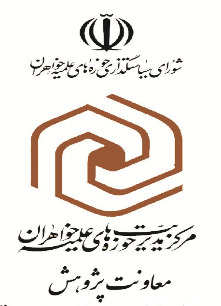 شورای سیاستگذاری حوزه های علمیه خواهران
مرکز مدیریت حوزه های علمیه خواهران
معاونت پژوهش